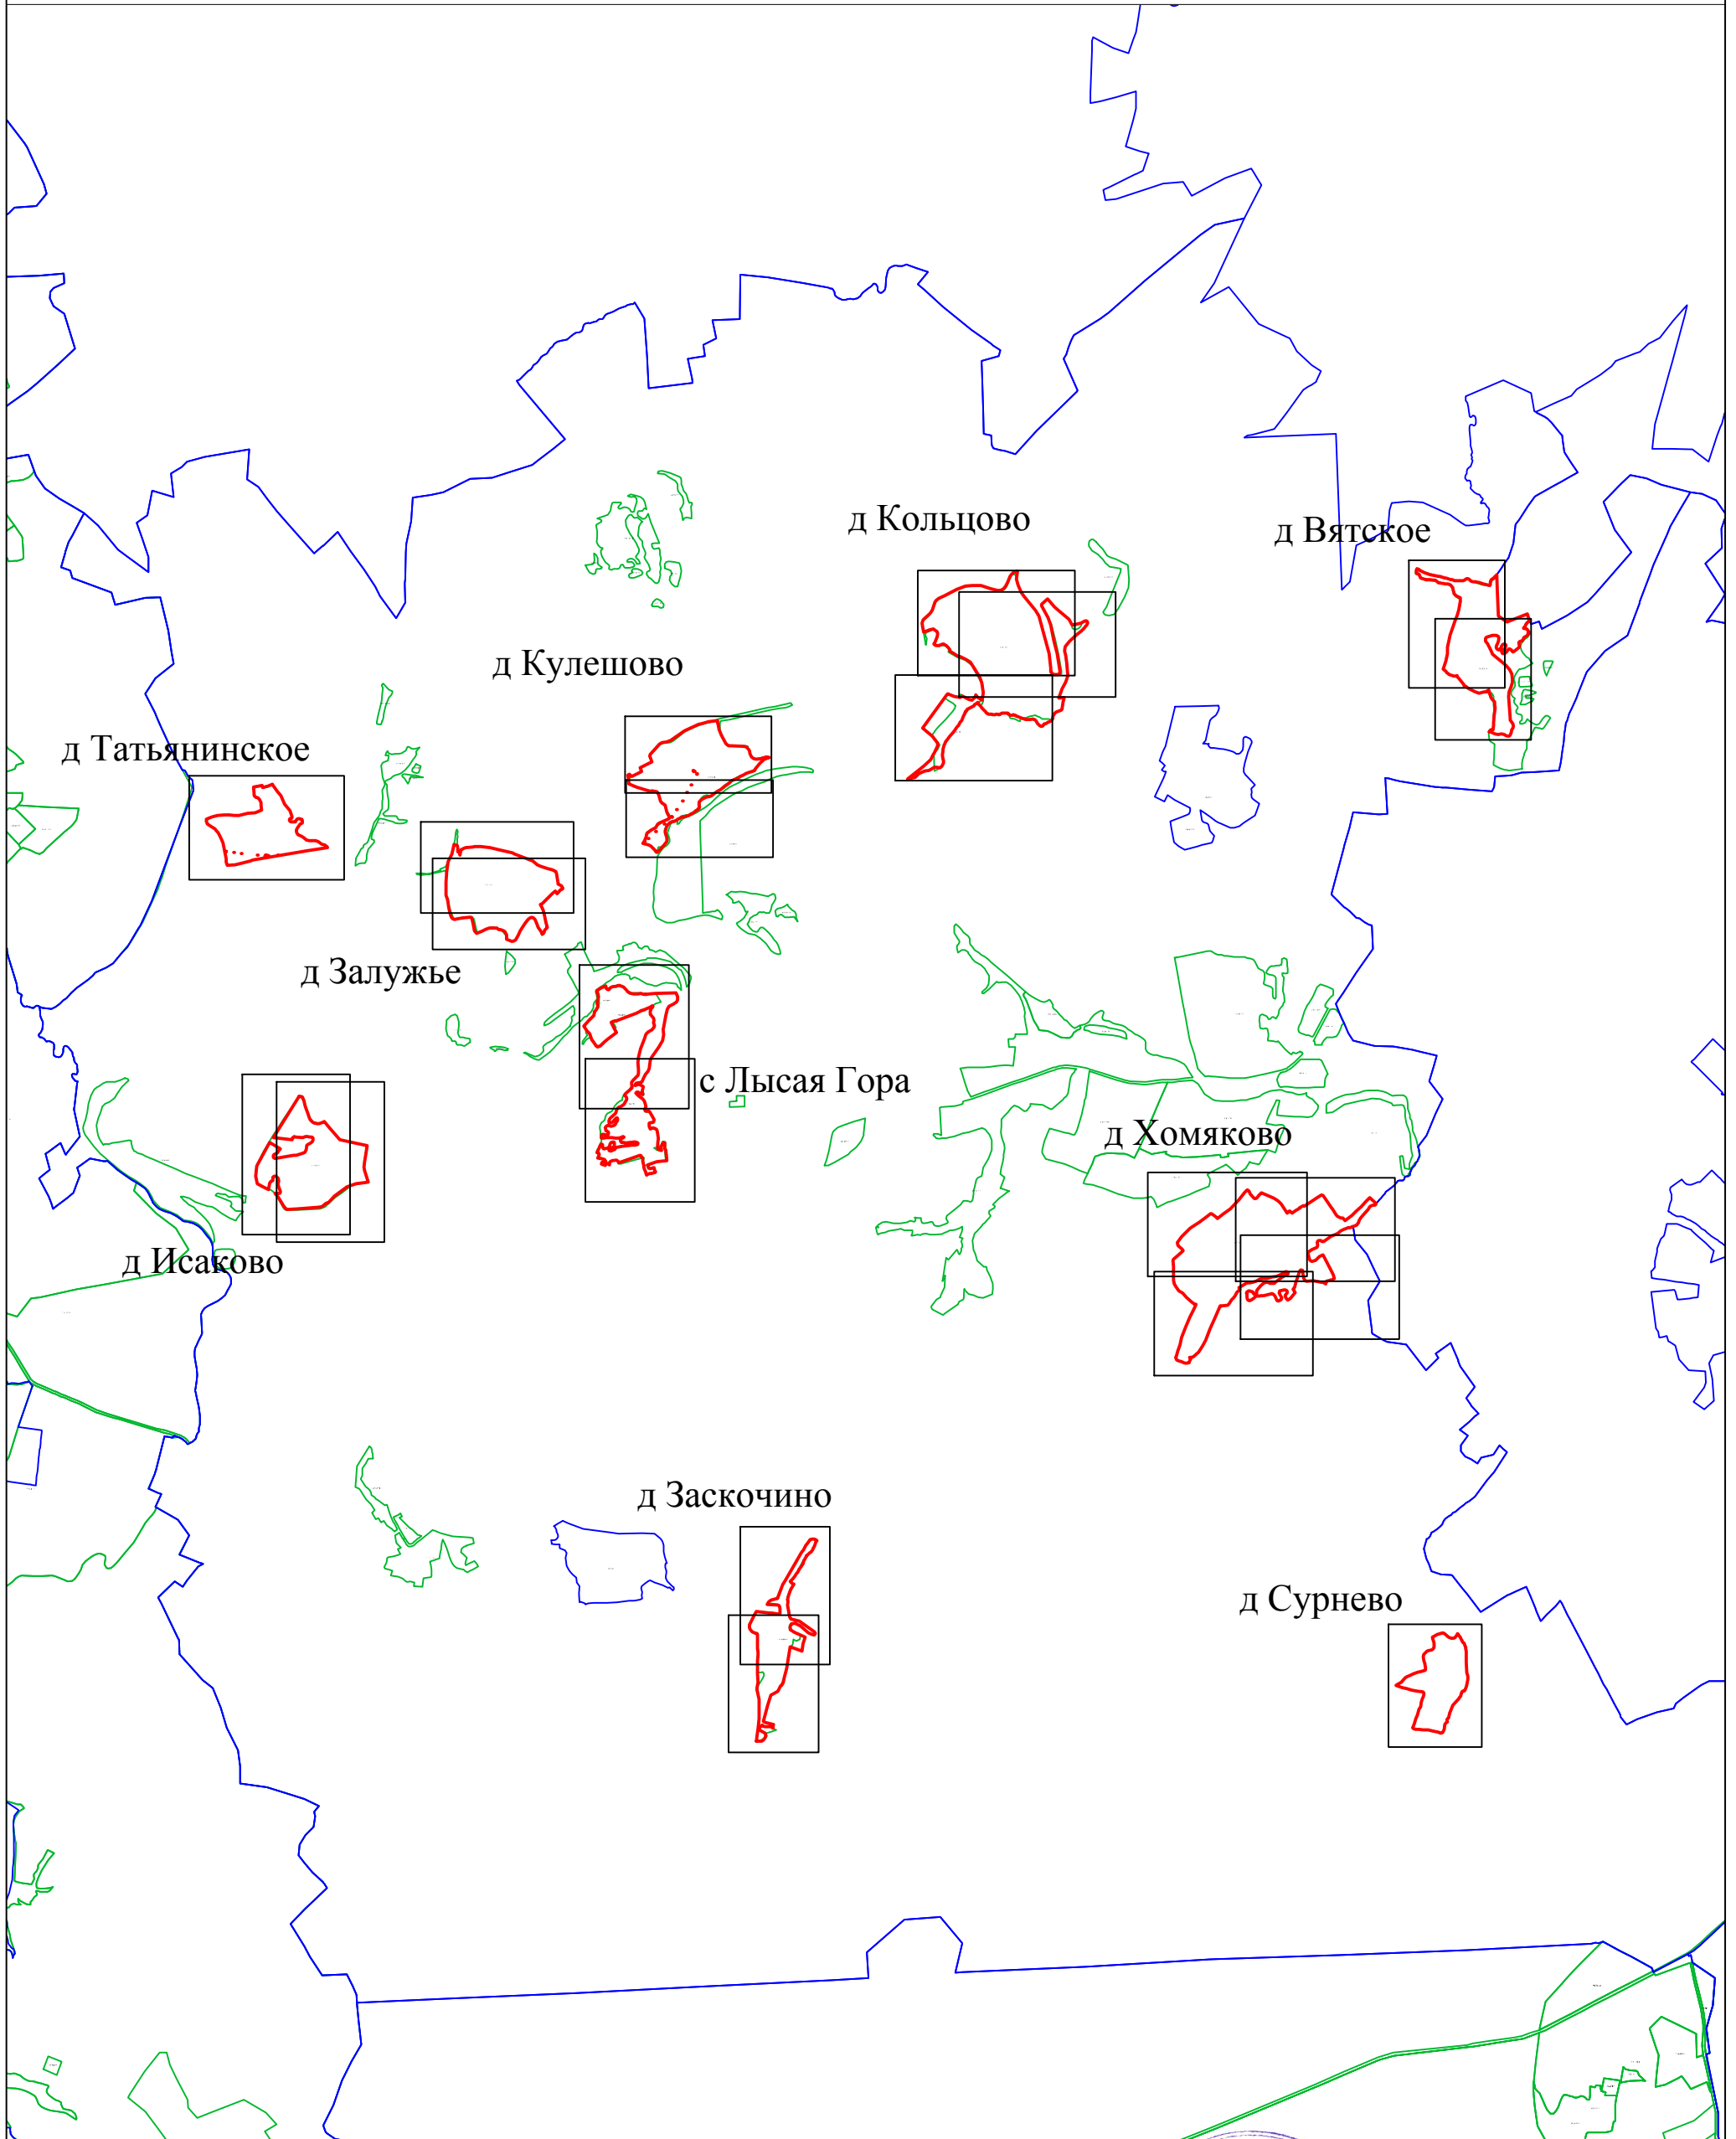 д Кольцово
д Вятское
д Кулешово
д Татьянинское
д Залужье
с Лысая Гора
д Хомяково
д Исаково
д Заскочино
д Сурнево